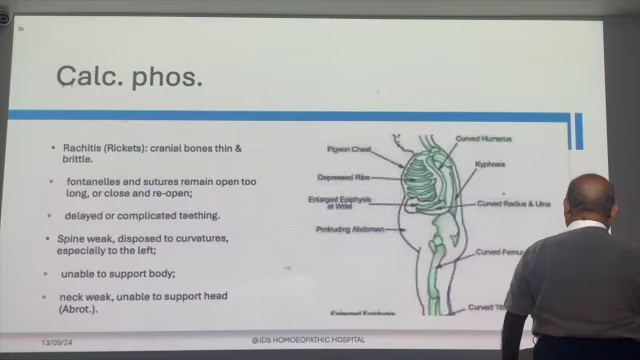 Calc. phos.
• Rachitis (Rickets): cranial bones thin &
brittle.
• fontanelles and sutures remain open too
long, or close and re-open;
• delayed or complicated teething.
• Spine weak, disposed to curvatures,
especially to the left;
• unable to support body;
• neck weak, unable to support head
(Abrot.).
Pigeon Chest
Depressed Ribs
Enlarged Epiphysis
at Wrist
Protruding Abdomen
Curved Humerus
Kyphosis
Curved Radius & Ulna
Curved Femur
Curved
Enlarged Epiphysis
13/09/24
@JDS HOMOEOPATHIC HOSPITAL